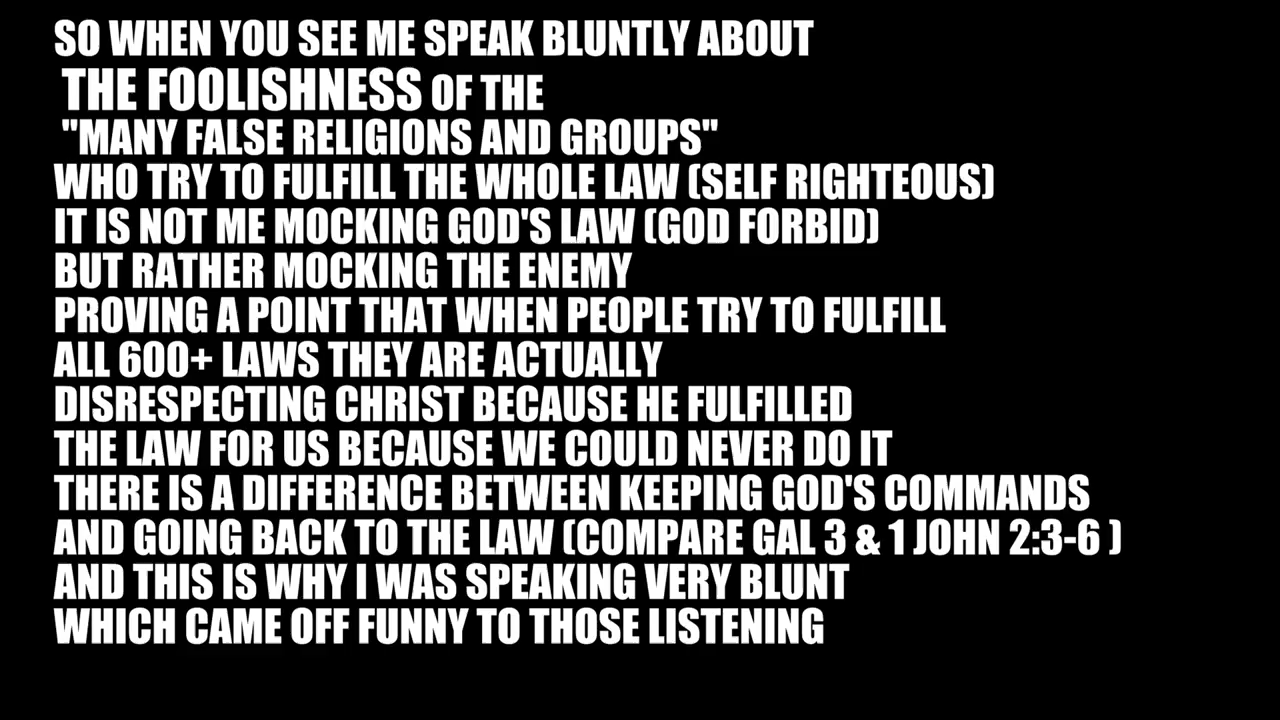 SO WHEN YOU SEE ME SPEAK BLUNTLY ABOUT
THE FOOLISHNESS OF THE
"MANY FALSE RELIGIONS AND GROUPS"
WHO TRY TO FULFILL THE WHOLE LAW (SELF RIGHTEOUS)
IT IS NOT ME MOCKING GOD'S LAW (GOD FORBID)
BUT RATHER MOCKING THE ENEMY
PROVING A POINT THAT WHEN PEOPLE TRY TO FULFILL
ALL 600+ LAWS THEY ARE ACTUALLY
DISRESPECTING CHRIST BECAUSE HE FULFILLED
THE LAW FOR US BECAUSE WE COULD NEVER DO IT
THERE IS A DIFFERENCE BETWEEN KEEPING GOD'S COMMANDS
AND GOING BACK TO THE LAW (COMPARE GAL 3 & 1 JOHN 2:3-6 )
AND THIS IS WHY I WAS SPEAKING VERY BLUNT
WHICH CAME OFF FUNNY TO THOSE LISTENING